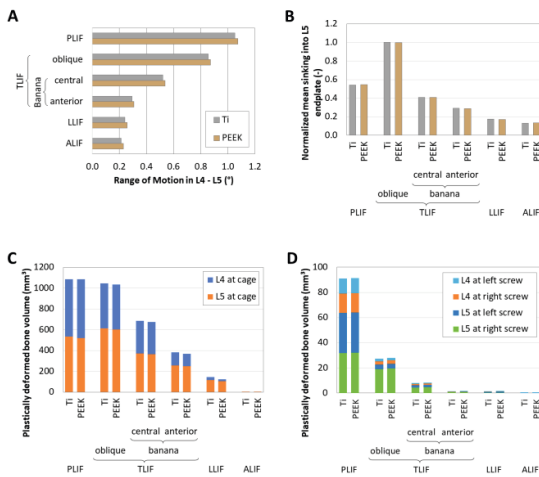 A
PLIF
oblique
central
anterior
LLIF
ALIF
TLIF
Banana
Ti
PEEK
0.0 0.2 0.4 0.6 0.8 1.0 1.2
Range of Motion in L4 - L5 (°)
B
Normalized mean sinking into L5
endplate (-)
1.2
1.0
0.8
0.6
0.4
0.2
0.0
Ti PEEK Ti PEEK Ti PEEK Ti PEEK Ti PEEK Ti PEEK
central anterior
oblique banana
PLIF TLIF LLIF ALIF
C
Plastically deformed bone volume (mm³)
1200
1000
800
600
400
200
0
L4 at cage
L5 at cage
Ti PEEK Ti PEEK Ti PEEK Ti PEEK Ti PEEK Ti PEEK
central anterior
oblique banana
PLIF TLIF LLIF ALIF
D
Plastically deformed bone volume (mm³)
100
80
60
40
20
0
L4 at left screw
L4 at right screw
L5 at left screw
L5 at right screw
Ti PEEK Ti PEEK Ti PEEK Ti PEEK Ti PEEK Ti PEEK
central anterior
oblique banana
PLIF TLIF LLIF ALIF